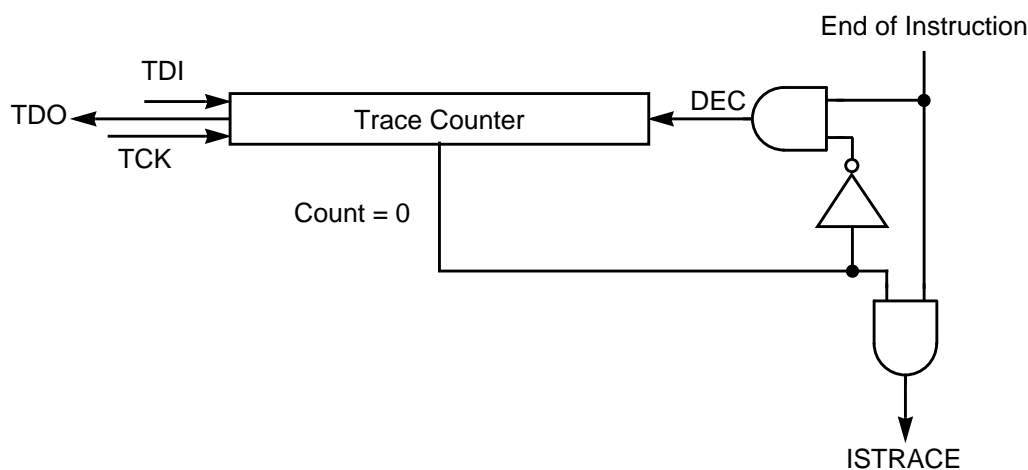 End of Instruction
TDI
DEC
TDO
Trace Counter
TCK
Count = 0
ISTRACE